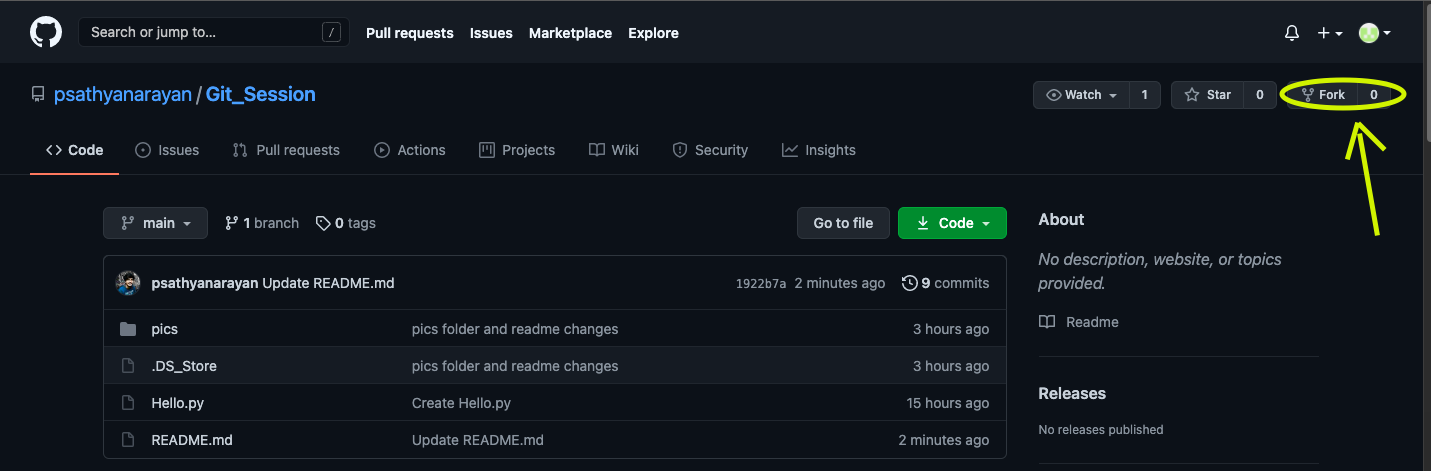 Search or jump to... / Pull requests Issues Marketplace Explore
psathyanarayan / Git_Session Watch 1 Star 0 Fork 0
Code Issues Pull requests Actions Projects Wiki Security Insights
main 1 branch 0 tags Go to file Code
About
No description, website, or topics
provided.
Readme
Releases
No releases published
psathyanarayan Update README.md 1922b7a 2 minutes ago 9 commits
pics pics folder and readme changes 3 hours ago
.DS_Store pics folder and readme changes 3 hours ago
Hello.py Create Hello.py 15 hours ago
README.md Update README.md 2 minutes ago